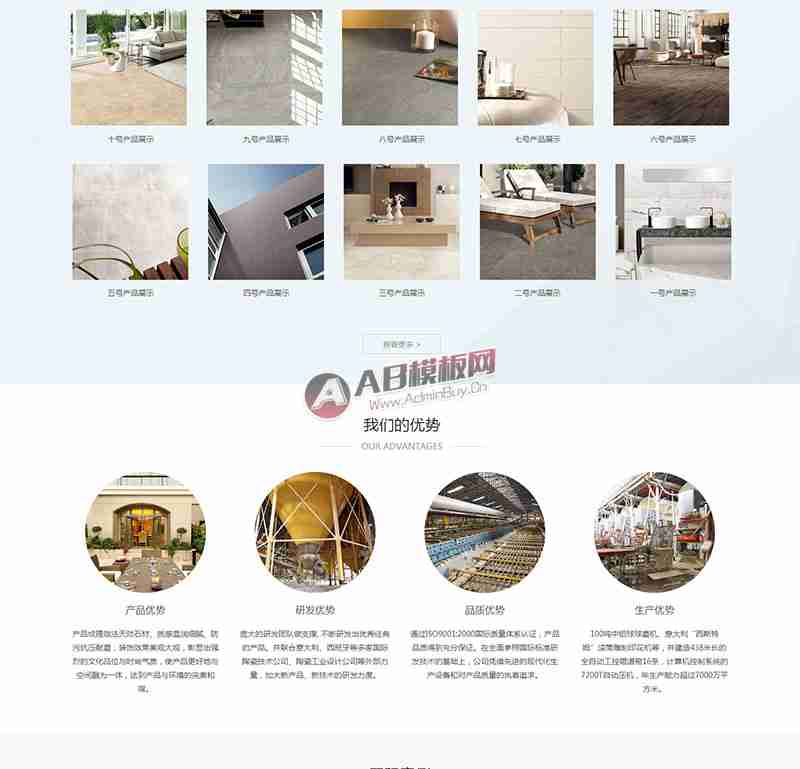 十号产品展示
九号产品展示
八号产品展示
七号产品展示
六号产品展示
五号产品展示
四号产品展示
三号产品展示
二号产品展示
一号产品展示
查看更多 >
AB模板网
www.AdminBuy.Cn
我们的优势
OUR ADVANTAGES
产品优势
产品纹理效法天然石材，质感温润细腻、防
污抗压耐磨，装饰效果美观大观，彰显出强
烈的文化品位与时尚气质，使产品更好地与
空间融为一体，达到产品与环境的完美和
谐。
研发优势
庞大的研发团队做支撑, 不断研发出优秀经典
的产品。并联合意大利、西班牙等多家国际
陶瓷技术公司、陶瓷工业设计公司等外部力
量，加大新产品、新技术的研发力度。
品质优势
通过ISO9001:2000国际质量体系认证，产品
品质得到充分保证。在全面参照国际标准研
发技术的基础上，公司凭借先进的现代化生
产设备和对产品质量的执着追求。
生产优势
100吨中铝球球磨机、意大利“西斯特
姆”滚筒雕刻印花机等，并建造438米长的
全自动工控喷道窑16条，计算机控制系统的
7200T自动压机，年生产能力超过7000万平
方米。